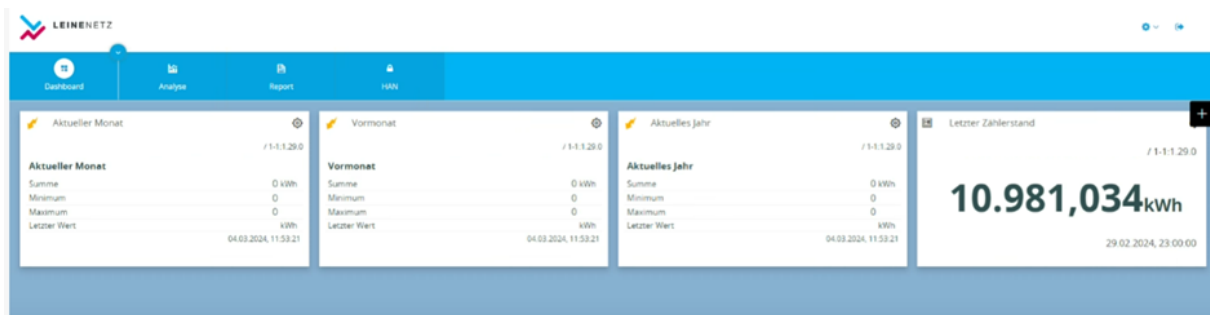 LEINENETZ
Dashboard
Analyse
Report
HAN
Aktueller Monat
/ 1-1:1.29.0
Aktueller Monat
Summe 0 kWh
Minimum 0
Maximum 0
Letzter Wert kWh
04.03.2024, 11:53:21
Vormonat
/ 1-1:1.29.0
Vormonat
Summe 0 kWh
Minimum 0
Maximum 0
Letzter Wert kWh
04.03.2024, 11:53:21
Aktuelles Jahr
/ 1-1:1.29.0
Aktuelles Jahr
Summe 0 kWh
Minimum 0
Maximum 0
Letzter Wert kWh
04.03.2024, 11:53:21
Letzter Zählerstand
/ 1-1:1.29.0
10.981,034kWh
29.02.2024, 23:00:00